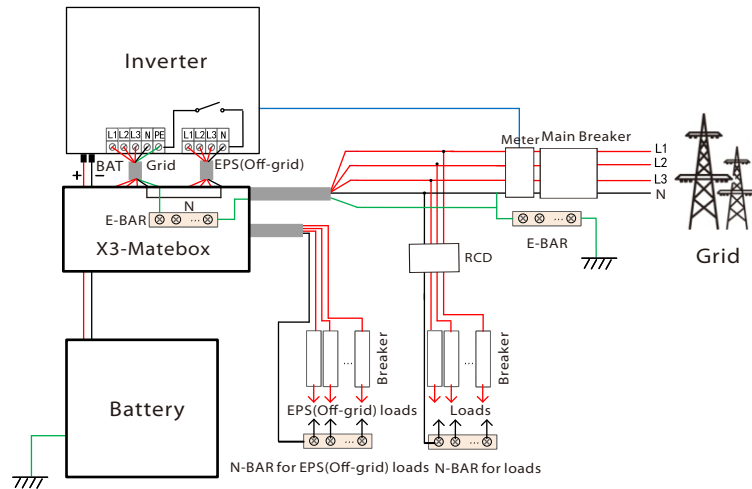 Inverter
L1 L2 L3 N PE
L1 L2 L3 N
BAT
Grid
EPS(Off-grid)
+
−
Meter
Main Breaker
L1
L2
L3
N
N
E-BAR
X3-Matebox
E-BAR
Grid
RCD
...
Breaker
...
Breaker
Battery
EPS(Off-grid) loads
Loads
...
...
...
...
N-BAR for EPS(Off-grid) loads
N-BAR for loads